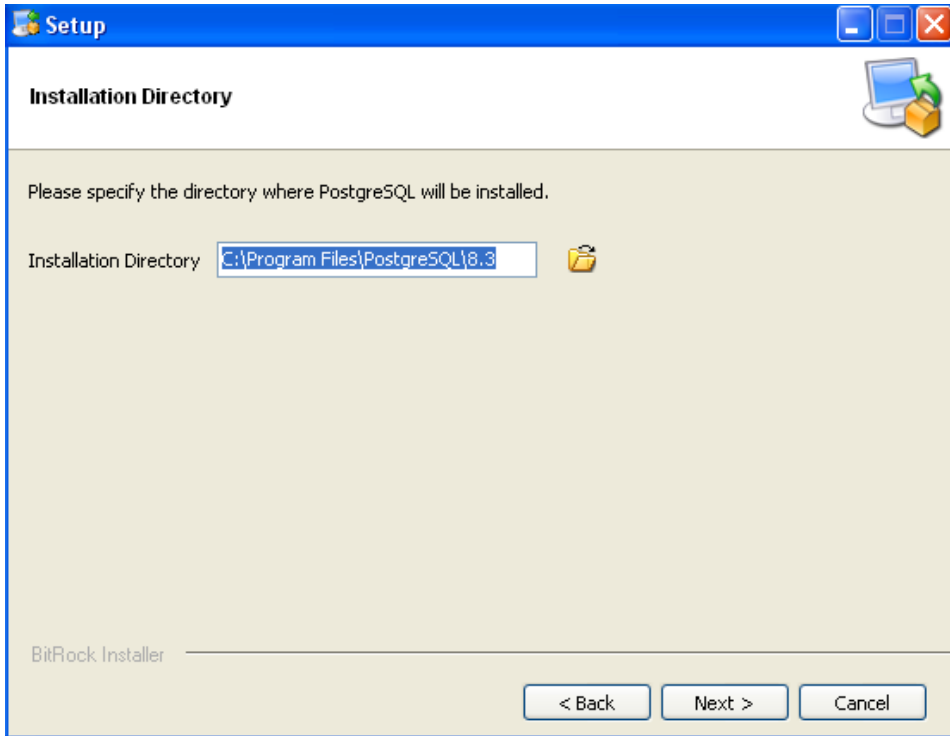 Setup
Installation Directory
Please specify the directory where PostgreSQL will be installed.
Installation Directory C:\Program Files\PostgreSQL\8.3
BitRock Installer
< Back Next > Cancel